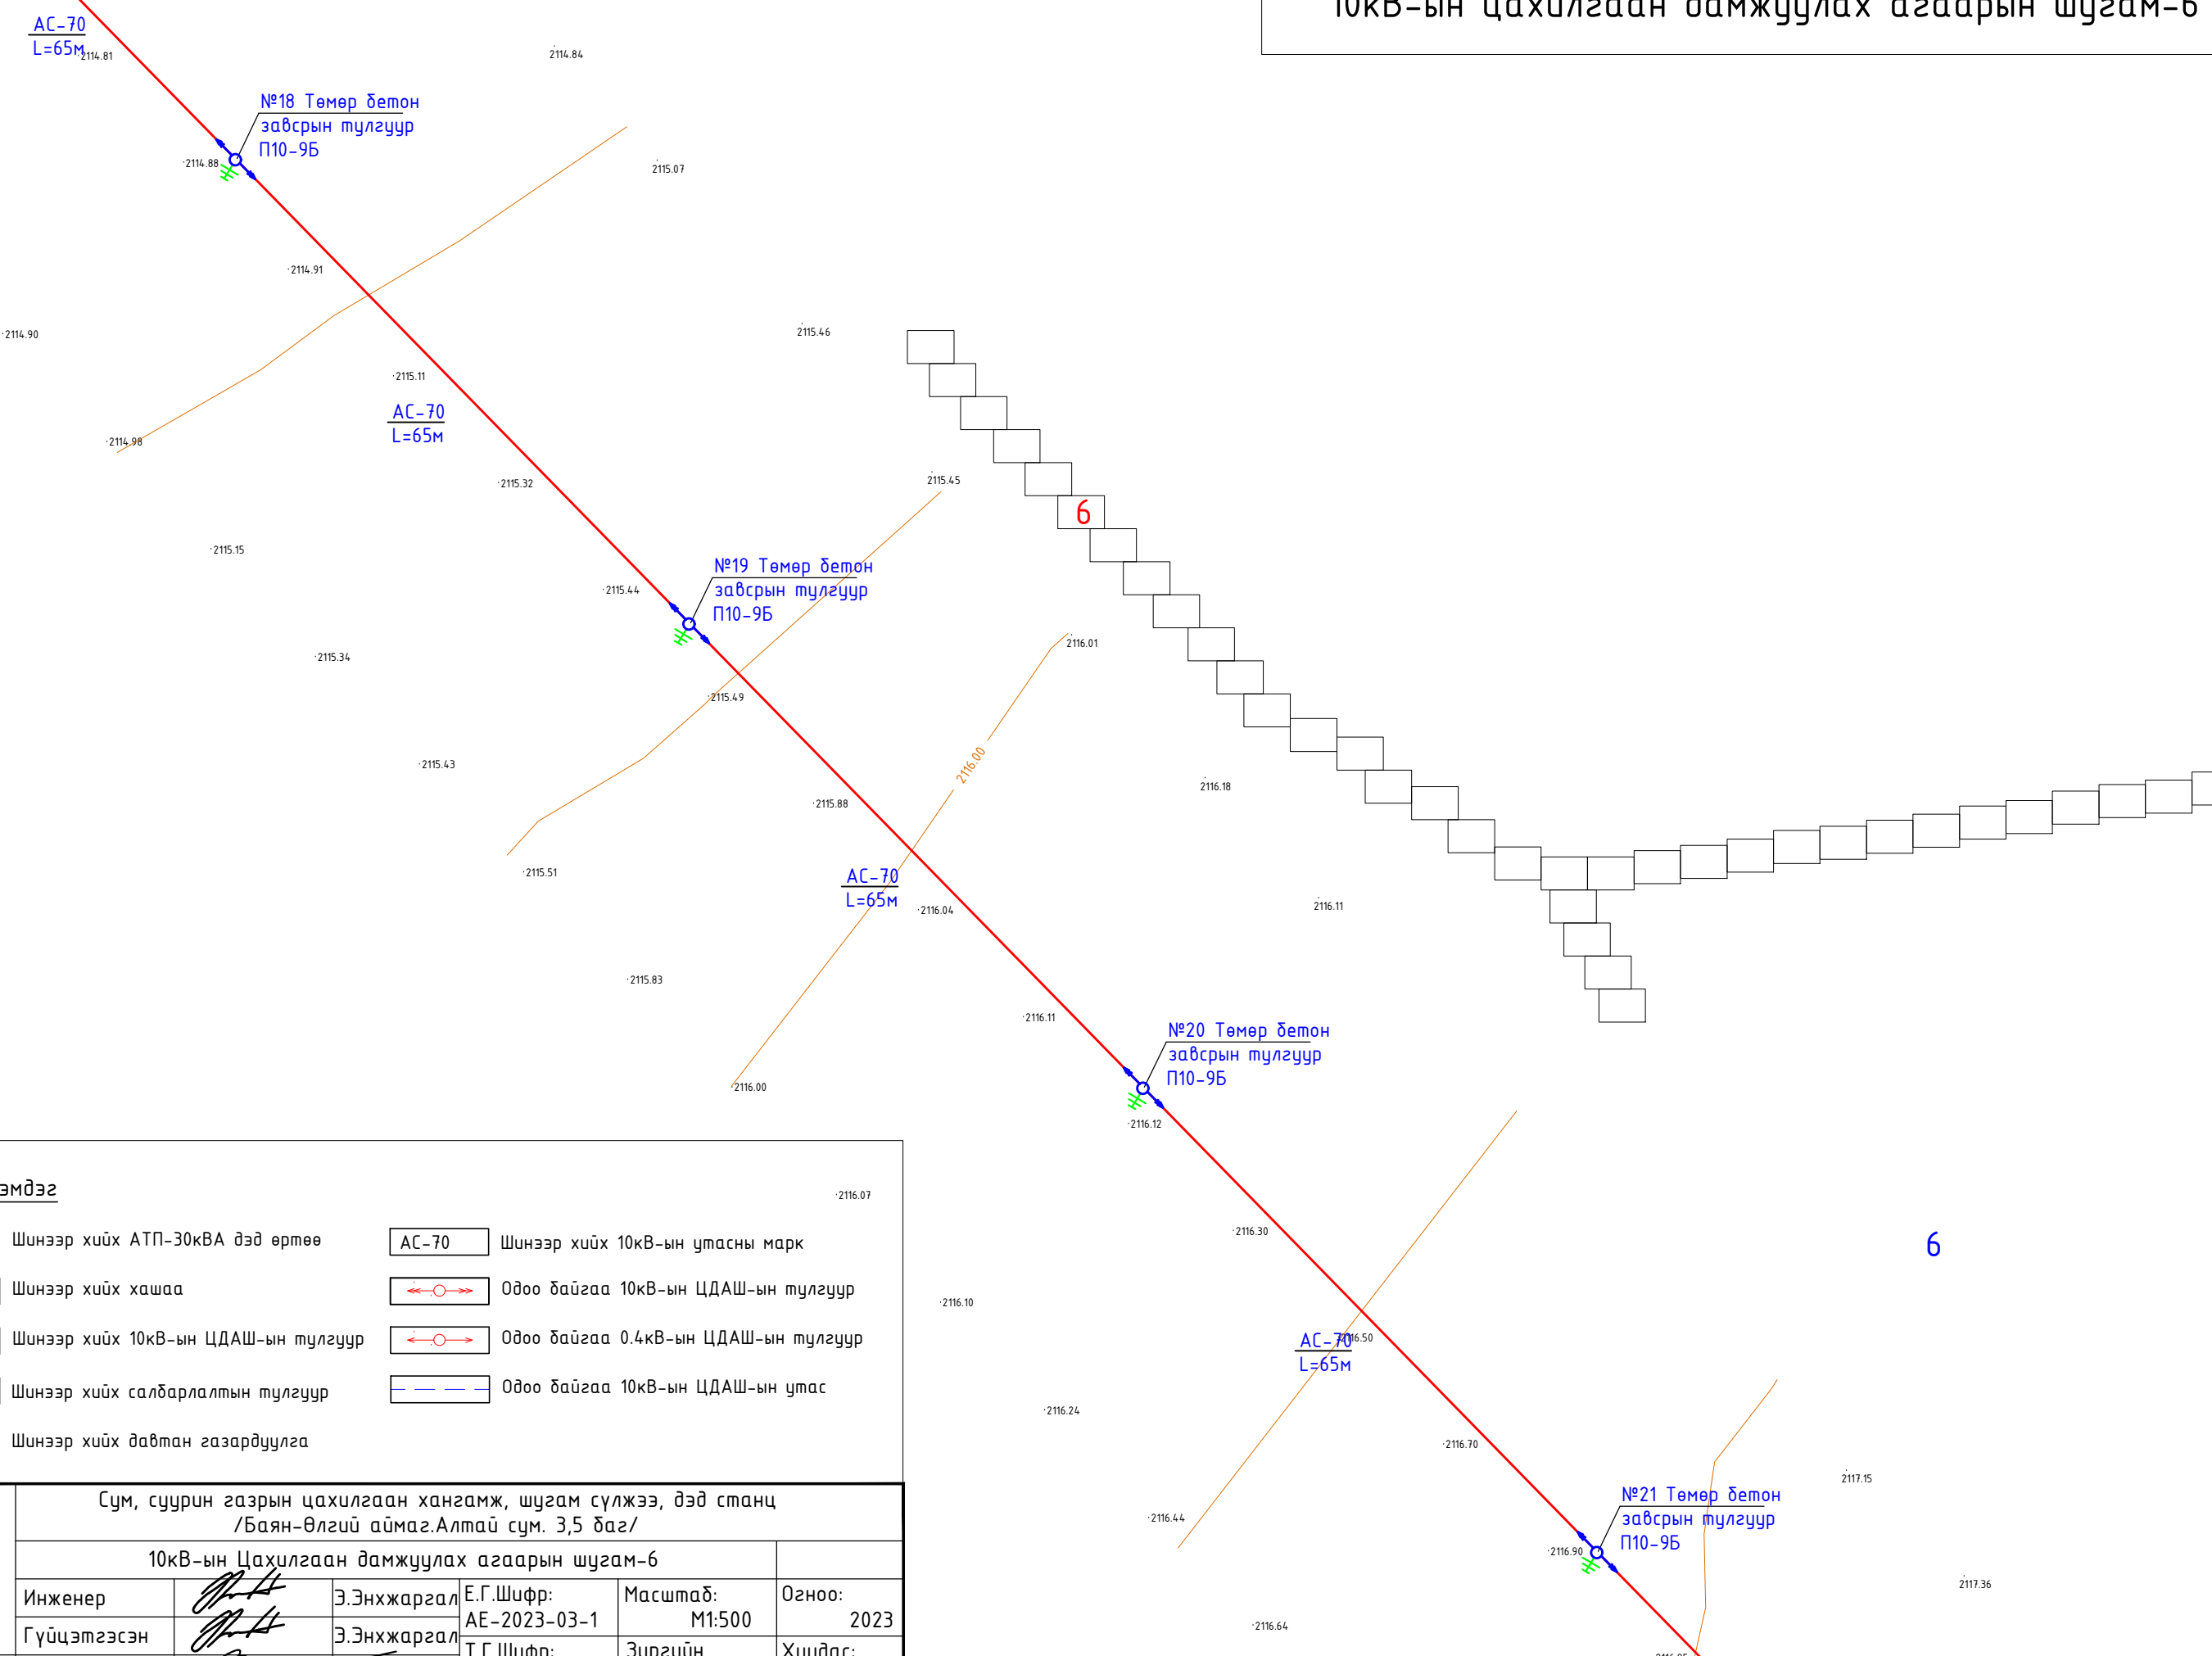 10кВ-ын цахилгаан дамжуулах агаарын шугам-6
АС-70
L=65м
2114.81
2114.84
№18 Төмөр бетон
завсрын тулгуур
П10-9Б
2114.88
2115.07
2114.91
2114.90
2115.46
2115.11
АС-70
L=65м
2114.98
2115.32
2115.45
6
2115.15
№19 Төмөр бетон
завсрын тулгуур
П10-9Б
2115.44
2116.01
2115.34
2115.49
2116.00
2115.43
2116.18
2115.88
2115.51
АС-70
L=65м
2116.04
2116.11
2115.83
2116.11
№20 Төмөр бетон
завсрын тулгуур
П10-9Б
2116.00
2116.12
2116.07
2116.30
6
2116.10
АС-70
L=65м
2116.50
2116.24
2116.70
2117.15
№21 Төмөр бетон
завсрын тулгуур
П10-9Б
2116.44
2116.90
2117.36
2116.64
эмдэг
Шинээр хийх АТП-30кВА дэд өртөө
Шинээр хийх хашаа
Шинээр хийх 10кВ-ын ЦДАШ-ын тулгуур
Шинээр хийх салбарлалтын тулгуур
Шинээр хийх давтан газардуулга
АС-70 Шинээр хийх 10кВ-ын утасны марк
Одоо байгаа 10кВ-ын ЦДАШ-ын тулгуур
Одоо байгаа 0.4кВ-ын ЦДАШ-ын тулгуур
Одоо байгаа 10кВ-ын ЦДАШ-ын утас
Сум, суурин газрын цахилгаан хангамж, шугам сүлжээ, дэд станц
/Баян-Өлгий аймаг.Алтай сум. 3,5 баг/
10кВ-ын Цахилгаан дамжуулах агаарын шугам-6
Инженер Э.Энхжаргал Е.Г.Шифр: Масштаб: Огноо:
АЕ-2023-03-1 М1:500 2023
Гүйцэтгэсэн Э.Энхжаргал
Т.Г.Шифр: Зургийн Хуудас: